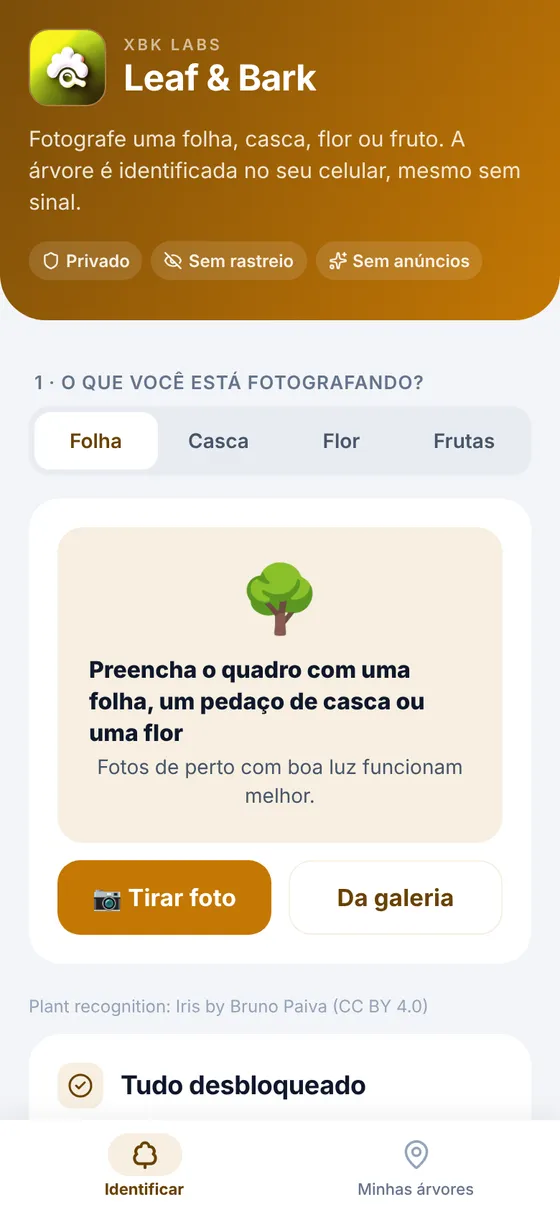 XBK LABS
Leaf & Bark
Fotografe uma folha, casca, flor ou fruto. A
árvore é identificada no seu celular, mesmo sem
sinal.
Privado
Sem rastreio
Sem anúncios
1 · O QUE VOCÊ ESTÁ FOTOGRAFANDO?
Folha
Casca
Flor
Frutas
Preencha o quadro com uma
folha, um pedaço de casca ou
uma flor
Fotos de perto com boa luz funcionam
melhor.
Tirar foto
Da galeria
Plant recognition: Iris by Bruno Paiva (CC BY 4.0)
Tudo desbloqueado
Identificar
Minhas árvores